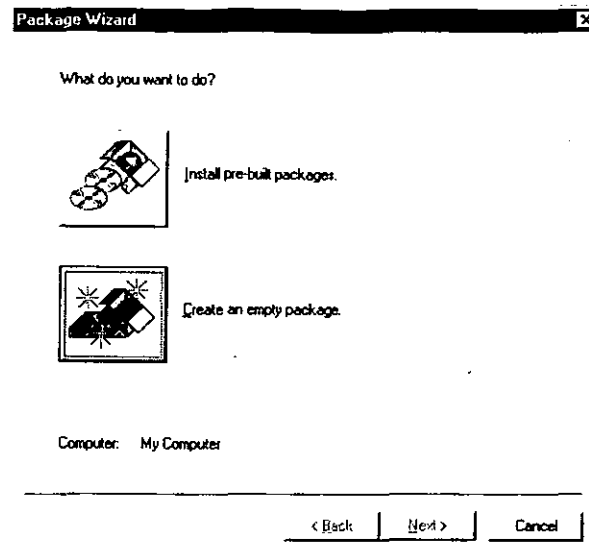 Package Wizard
What do you want to do?
Install pre-built packages.
Create an empty package.
Computer: My Computer
< Back Next > Cancel